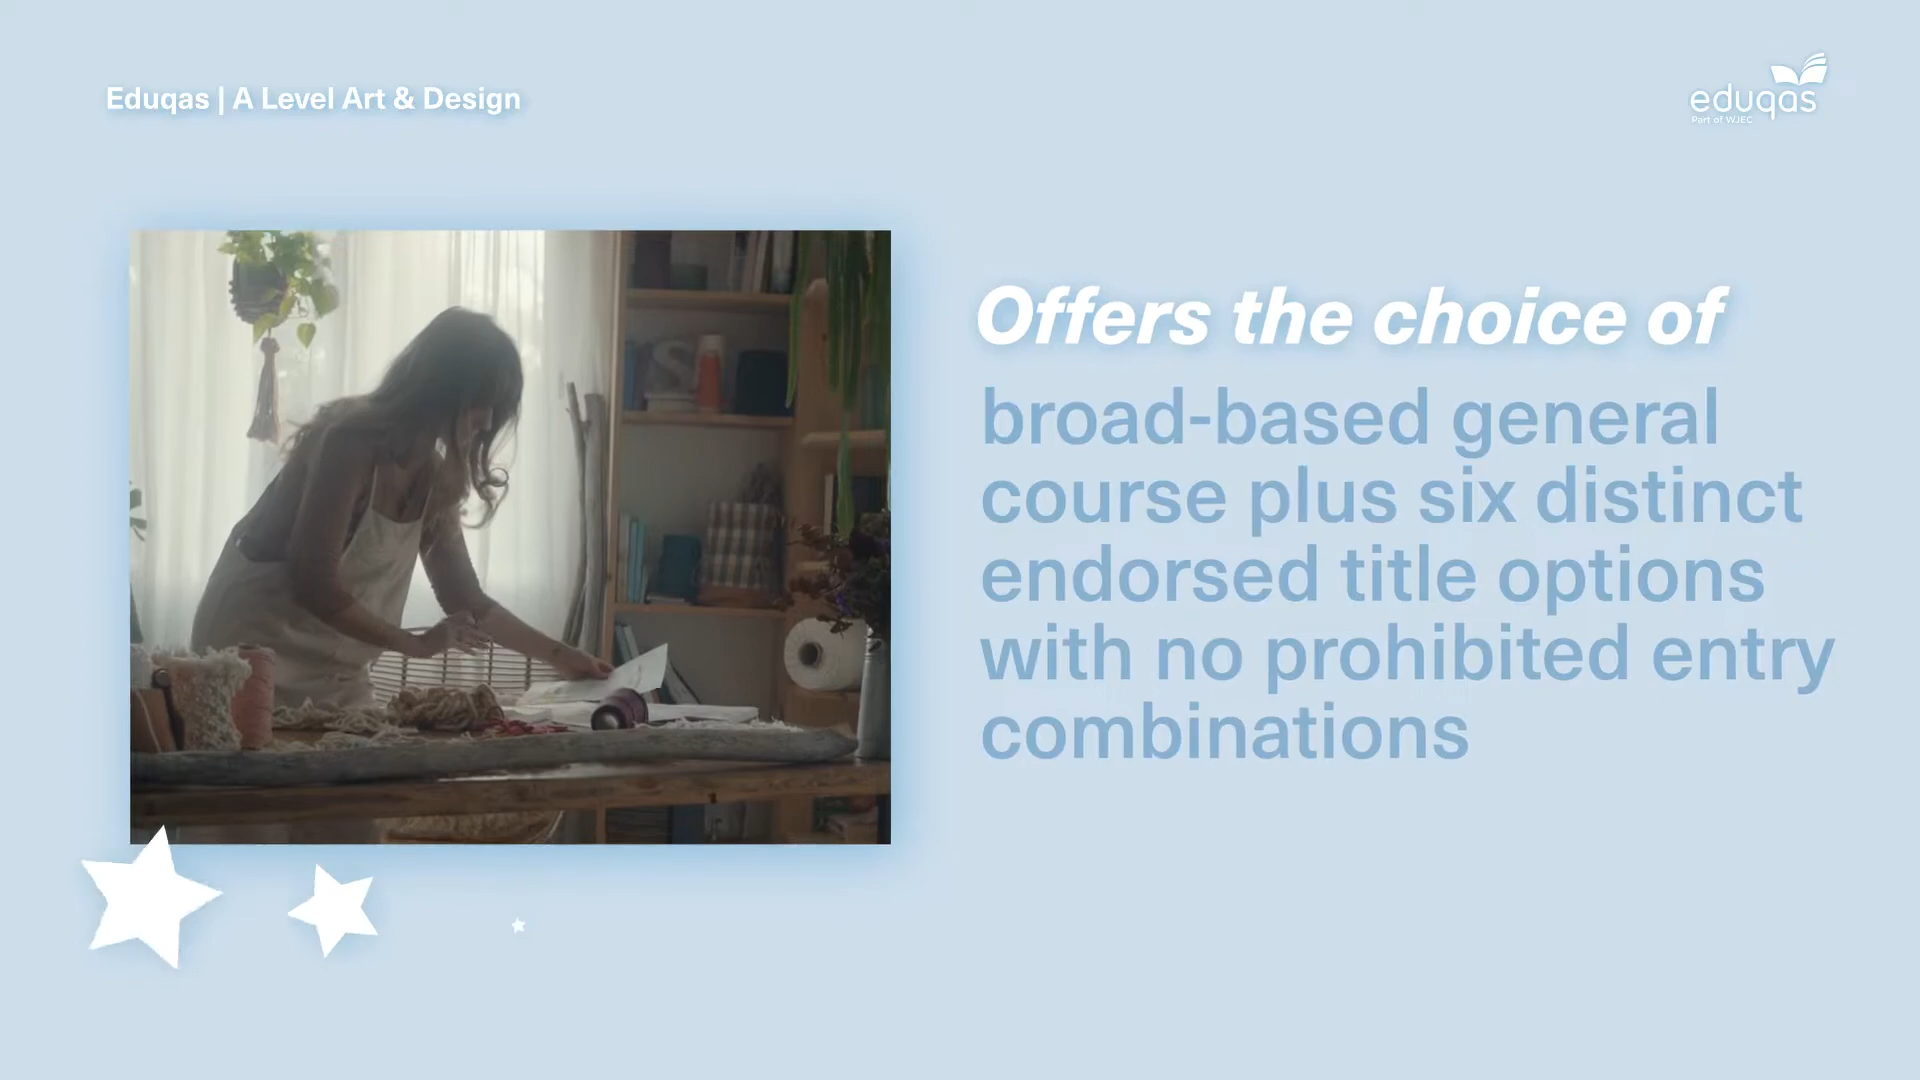 Eduqas | A Level Art & Design
eduqas
Part of WJEC
Offers the choice of
broad-based general
course plus six distinct
endorsed title options
with no prohibited entry
combinations